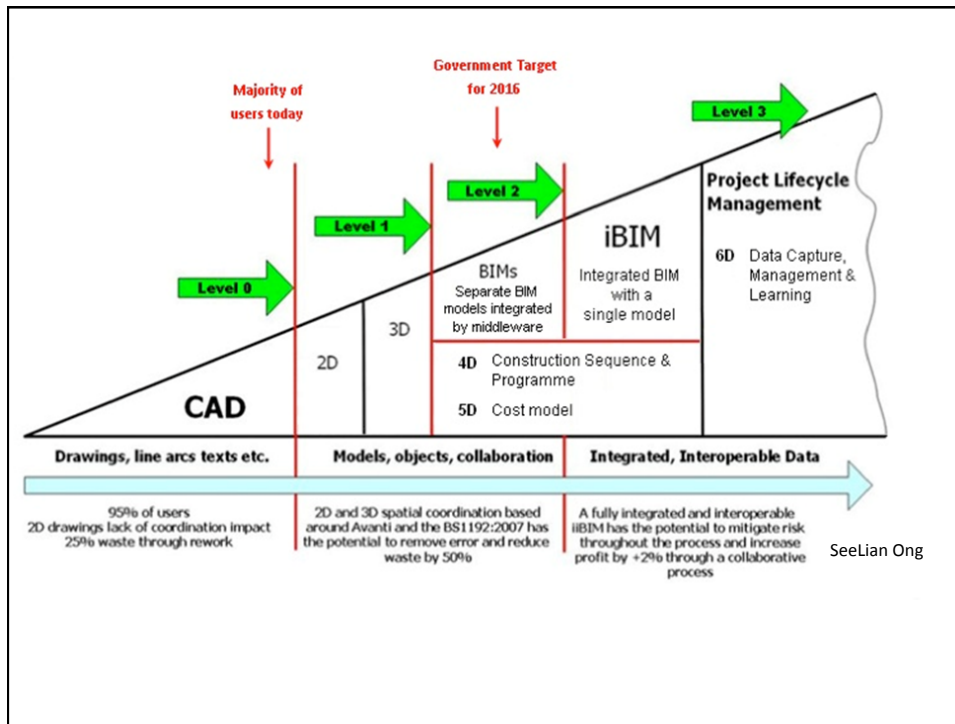 Government Target
for 2016
Majority of
users today
Level 3
Level 2
Level 1
Level 0
Project Lifecycle
Management
6D Data Capture,
Management &
Learning
iBIM
Integrated BIM
with a
single model
BIMs
Separate BIM
models integrated
by middleware
3D
2D
CAD
4D Construction Sequence &
Programme
5D Cost model
Drawings, line arcs texts etc.
Models, objects, collaboration
Integrated, Interoperable Data
95% of users
2D drawings lack of coordination impact
25% waste through rework
2D and 3D spatial coordination based
around Avanti and the BS1192:2007 has
the potential to remove error and reduce
waste by 50%
A fully integrated and interoperable
iiBIM has the potential to mitigate risk
throughout the process and increase
profit by +2% through a collaborative
process
SeeLian Ong